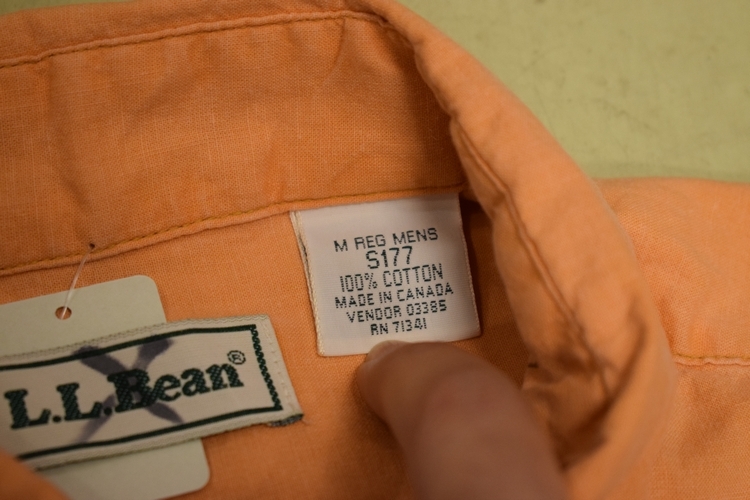 M REG MENS
S177
100% COTTON
MADE IN CANADA
VENDOR 03385
RN 71341
L.L.Bean®